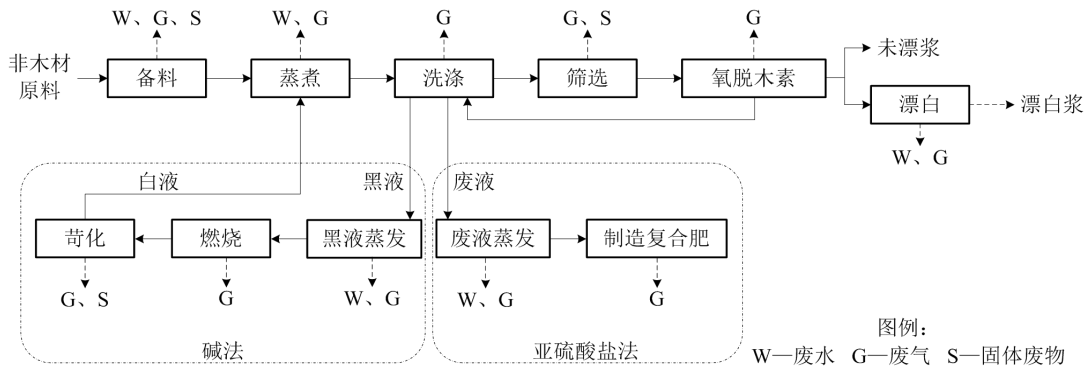 W、G、S
W、G
G
G、S
G
非木材
原料
备料
蒸煮
洗涤
筛选
氧脱木素
未漂浆
漂白
漂白浆
W、G
白液
黑液
废液
苛化
燃烧
黑液蒸发
废液蒸发
制造复合肥
G、S
G
W、G
W、G
G
碱法
亚硫酸盐法
图例：
W—废水 G—废气 S—固体废物